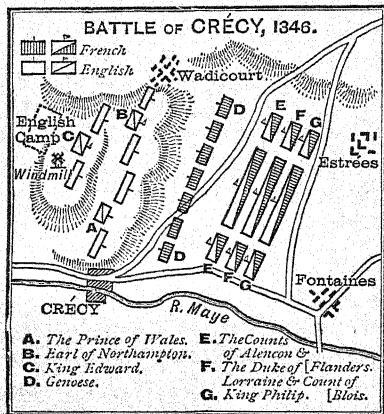 BATTLE OF CRÉCY, 1346.
French
English
Wadicourt
English
Camp
Windmill
C
B
A
D
E
F
G
Estrées
D
E
F
G
Fontaines
CRÉCY
R. Maye
A. The Prince of Wales.
B. Earl of Northampton.
C. King Edward.
D. Genoese.
E. The Counts
of Alencon &
F. The Duke of [Flanders.
Lorraine & Count of
G. King Philip. [Blois.